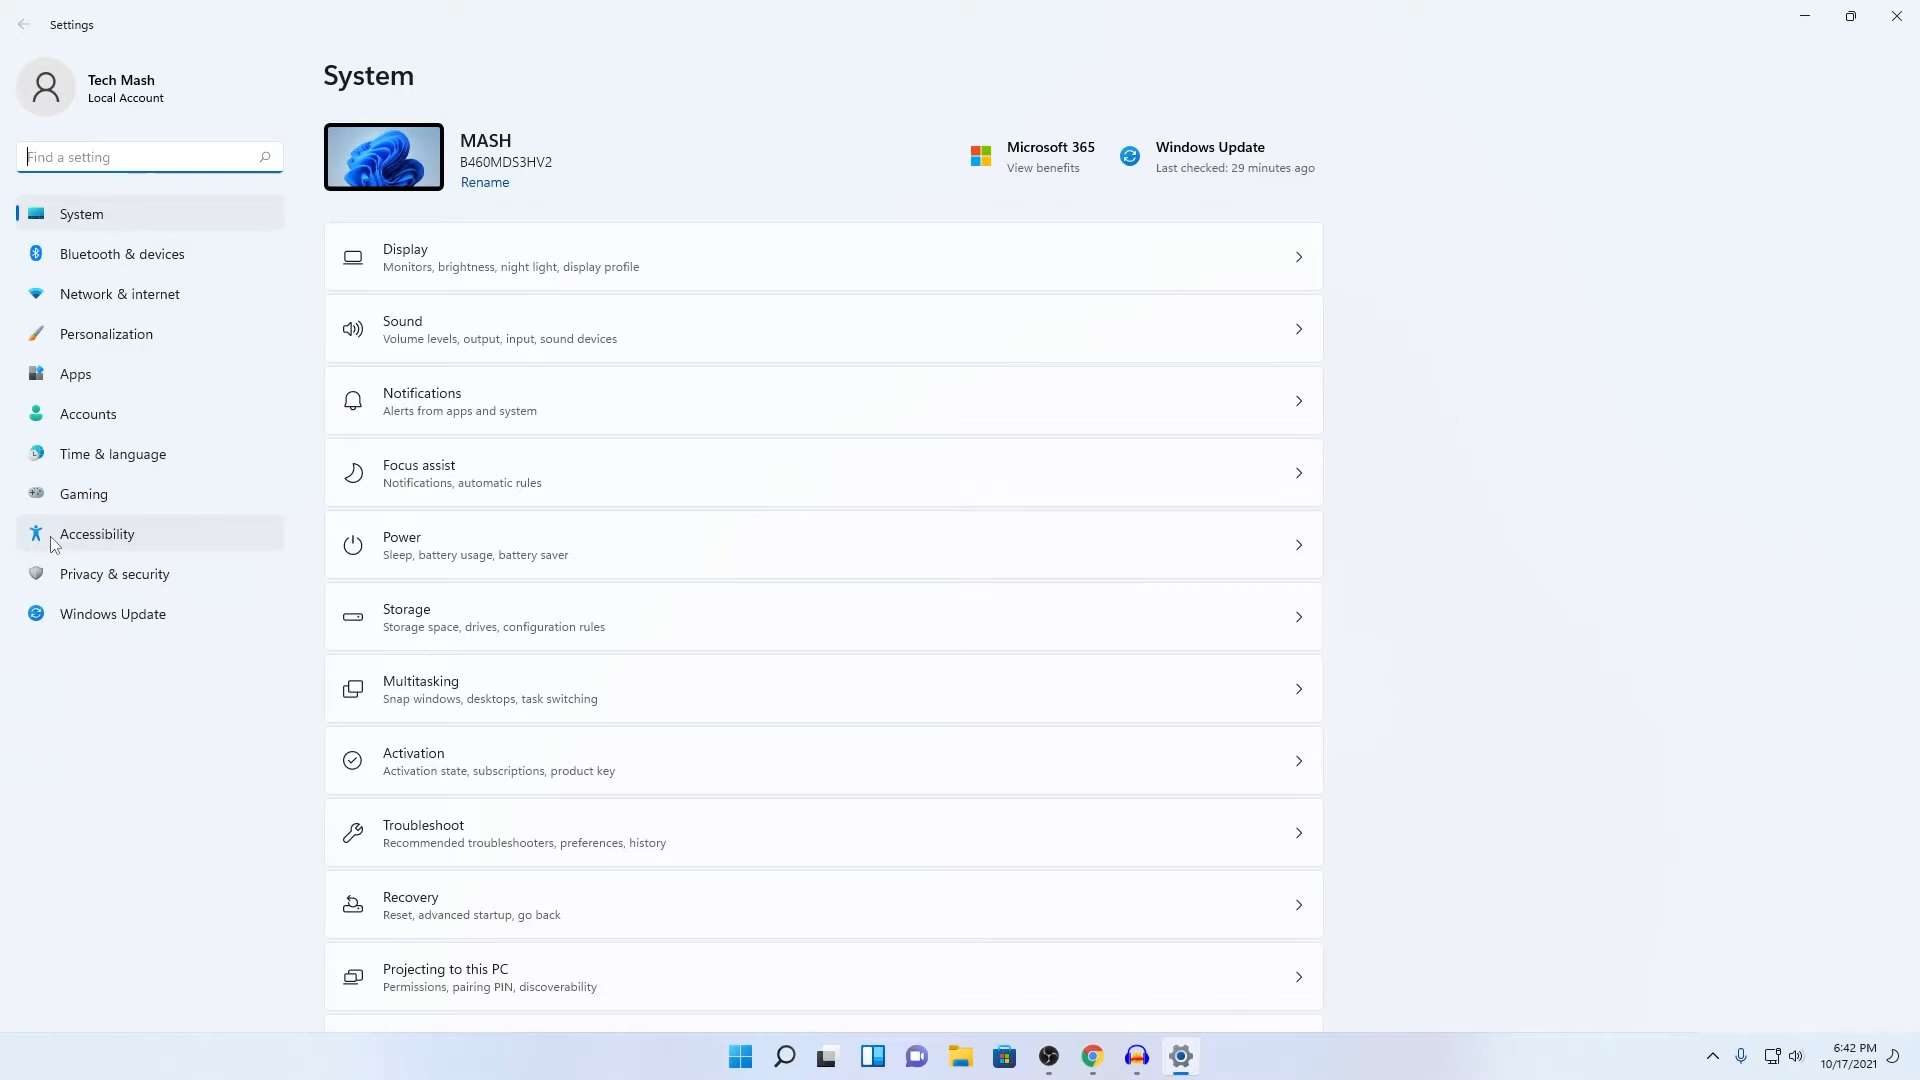 Settings
Tech Mash
Local Account
Find a setting
System
Bluetooth & devices
Network & internet
Personalization
Apps
Accounts
Time & language
Gaming
Accessibility
Privacy & security
Windows Update
System
MASH
B460MDS3HV2
Rename
Microsoft 365
View benefits
Windows Update
Last checked: 29 minutes ago
Display
Monitors, brightness, night light, display profile
Sound
Volume levels, output, input, sound devices
Notifications
Alerts from apps and system
Focus assist
Notifications, automatic rules
Power
Sleep, battery usage, battery saver
Storage
Storage space, drives, configuration rules
Multitasking
Snap windows, desktops, task switching
Activation
Activation state, subscriptions, product key
Troubleshoot
Recommended troubleshooters, preferences, history
Recovery
Reset, advanced startup, go back
Projecting to this PC
Permissions, pairing PIN, discoverability
6:42 PM
10/17/2021